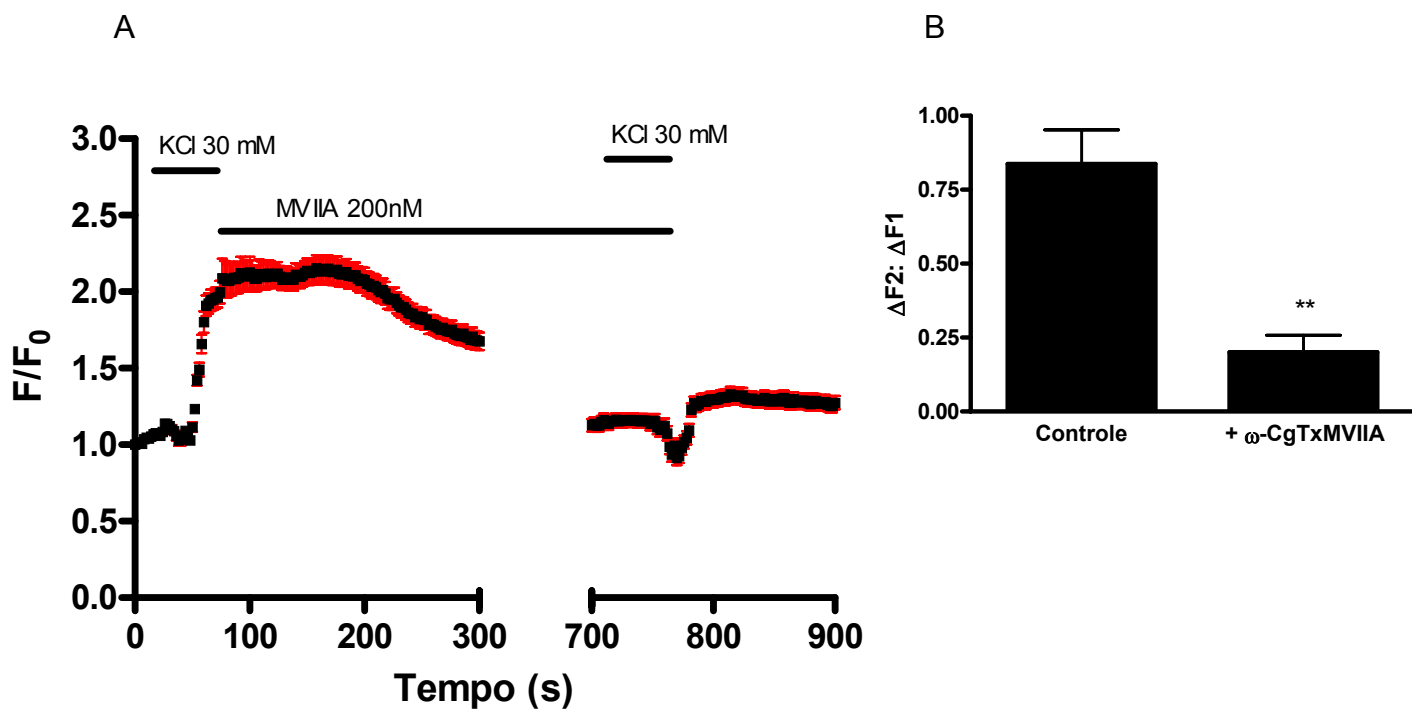 A
B
KCl 30 mM
KCl 30 mM
MVIIA 200nM
3.0
2.5
2.0
1.5
1.0
0.5
0.0
F/F0
0
100
200
300
700
800
900
Tempo (s)
1.00
0.75
0.50
0.25
0.00
ΔF2: ΔF1
**
Controle
+ ω-CgTxMVIIA